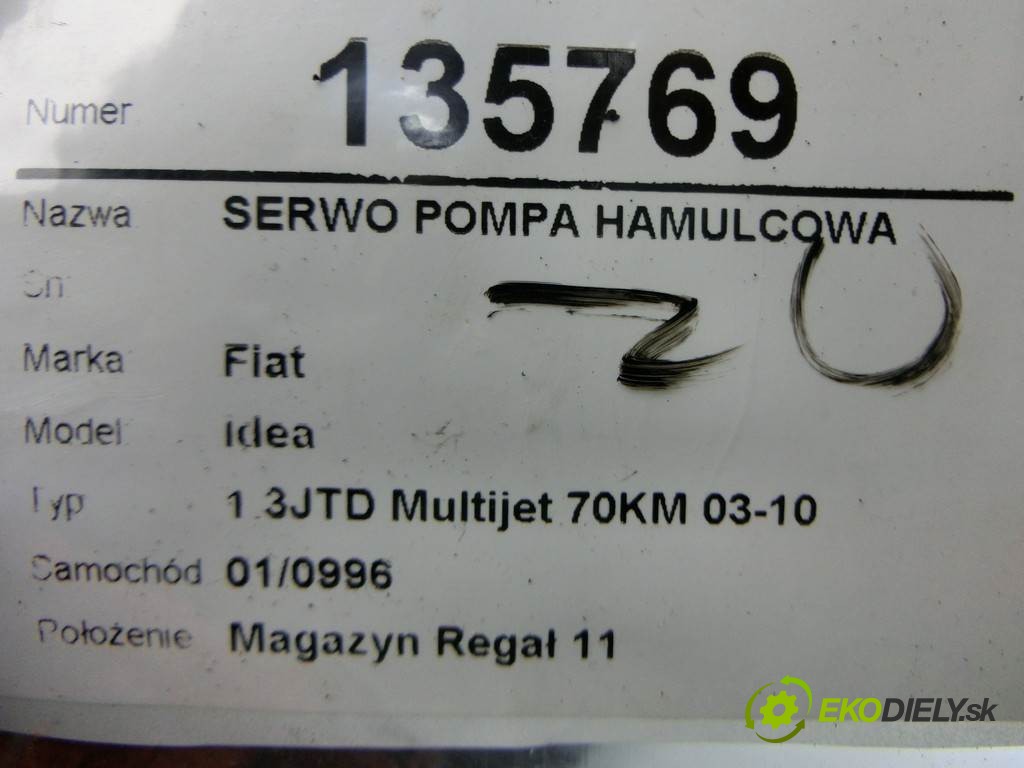 Numer 135769
Nazwa SERWO POMPA HAMULCOWA
Sn
Marka Fiat
Model Idea
Typ 1.3JTD Multijet 70KM 03-10
Samochód 01/0996
Położenie Magazyn Regał 11
EKODIELY.sk